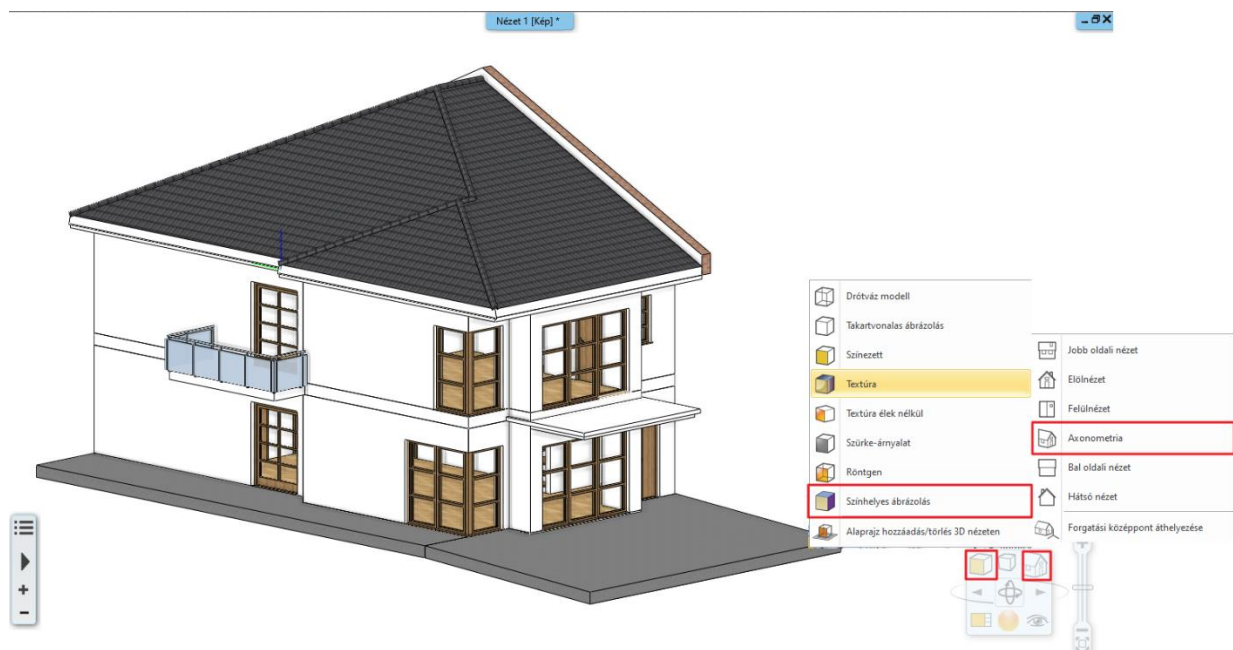 Nézet 1 [Kép] *
Drótváz modell
Takartvonalas ábrázolás
Színezett
Textúra
Textúra élek nélkül
Szürke-árnyalat
Röntgen
Színhelyes ábrázolás
Alaprajz hozzáadás/törlés 3D nézeten
Jobb oldali nézet
Elölnézet
Felülnézet
Axonometria
Bal oldali nézet
Hátsó nézet
Forgatási középpont áthelyezése